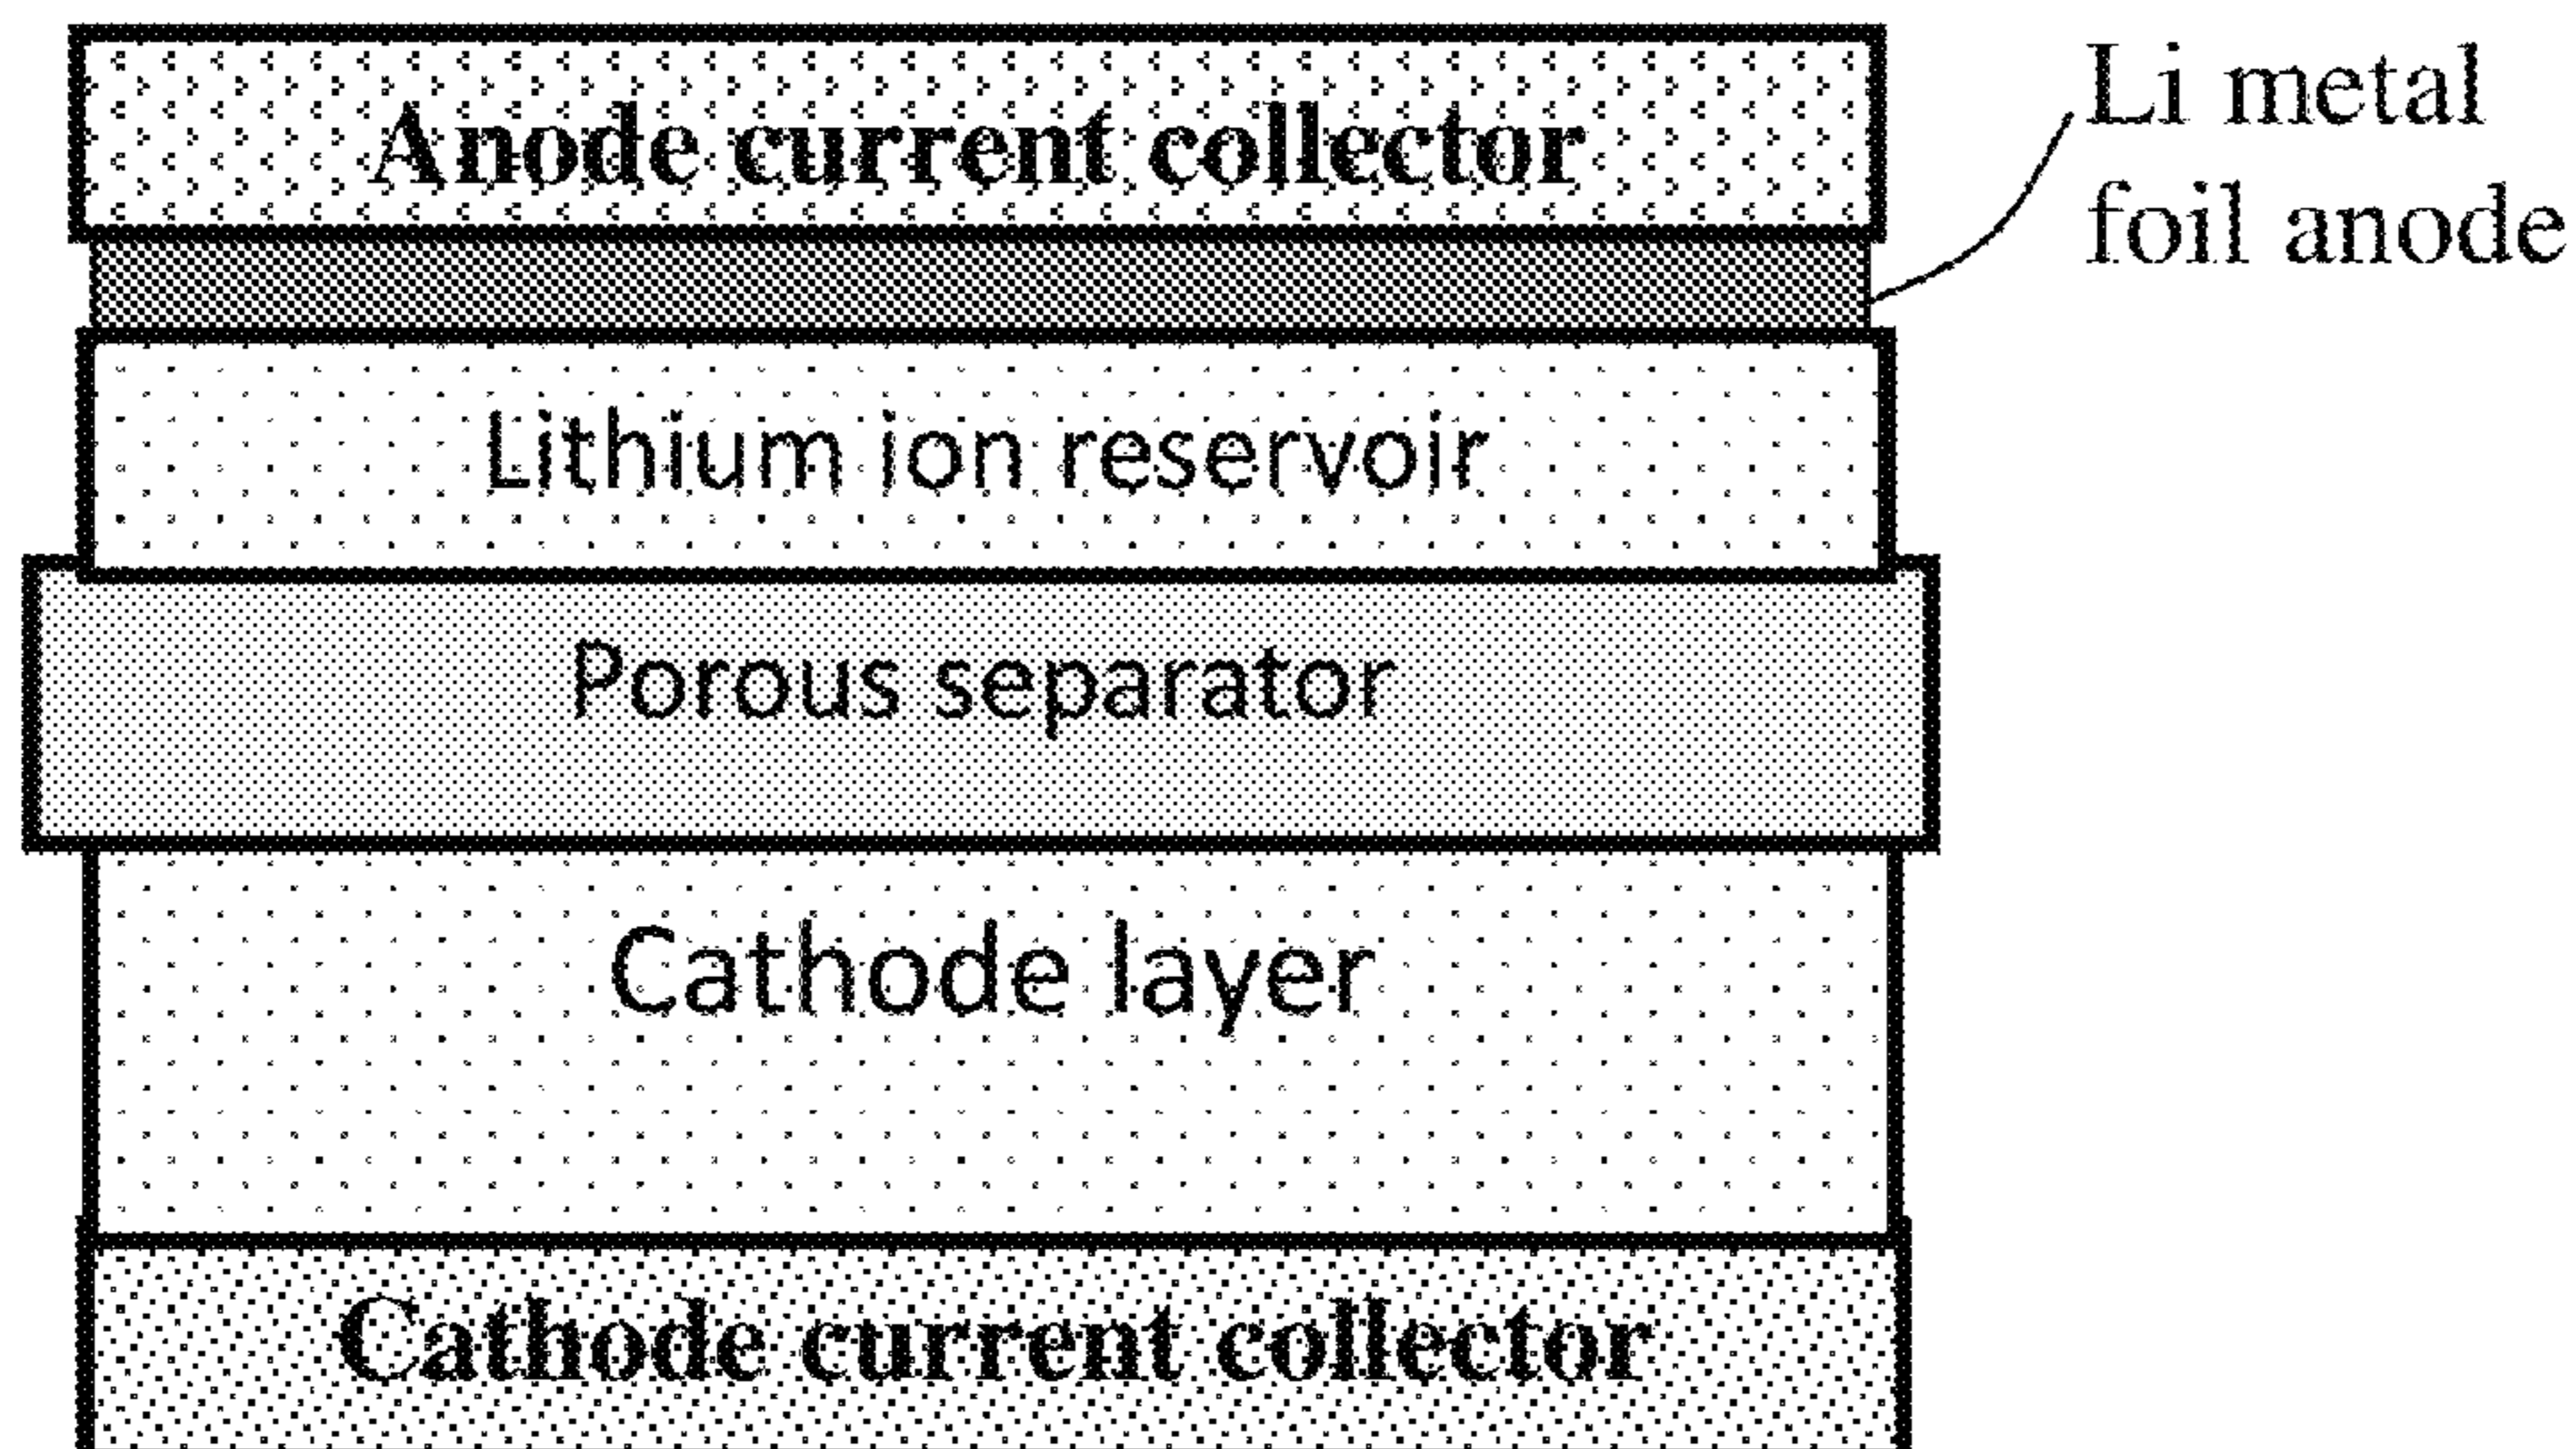 Anode current collector
Li metal
foil anode
Lithium ion reservoir
Porous separator
Cathode layer
Cathode current collector